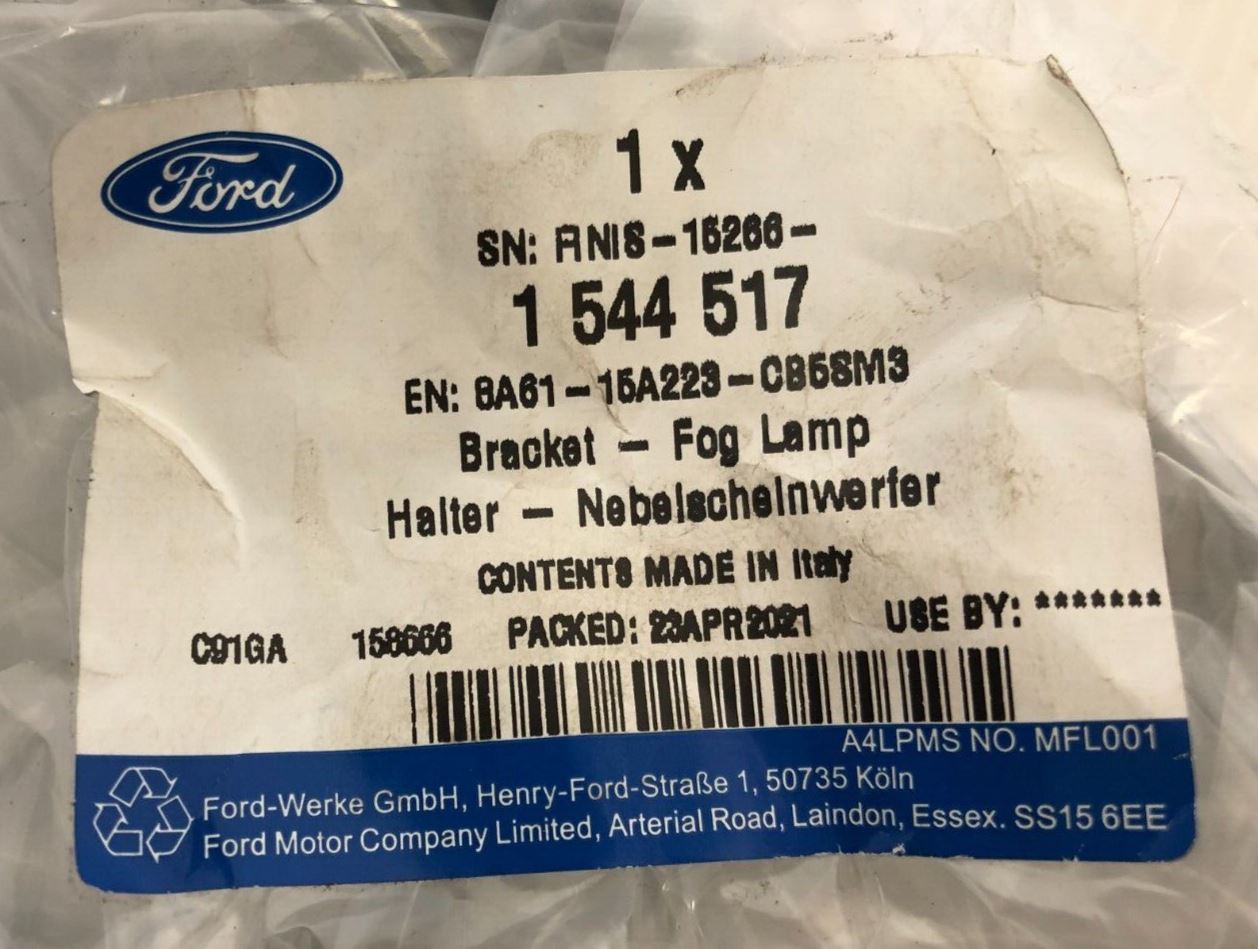 Ford
1 x
SN: FINIS-15266-
1 544 517
EN: 8A61-15A223-CB5SM3
Bracket - Fog Lamp
Halter - Nebelscheinwerfer
CONTENTS MADE IN Italy
C91GA 158666 PACKED: 23APR2021 USE BY: *******
A4LPMS NO. MFL001
Ford-Werke GmbH, Henry-Ford-Straße 1, 50735 Köln
Ford Motor Company Limited, Arterial Road, Laindon, Essex. SS15 6EE